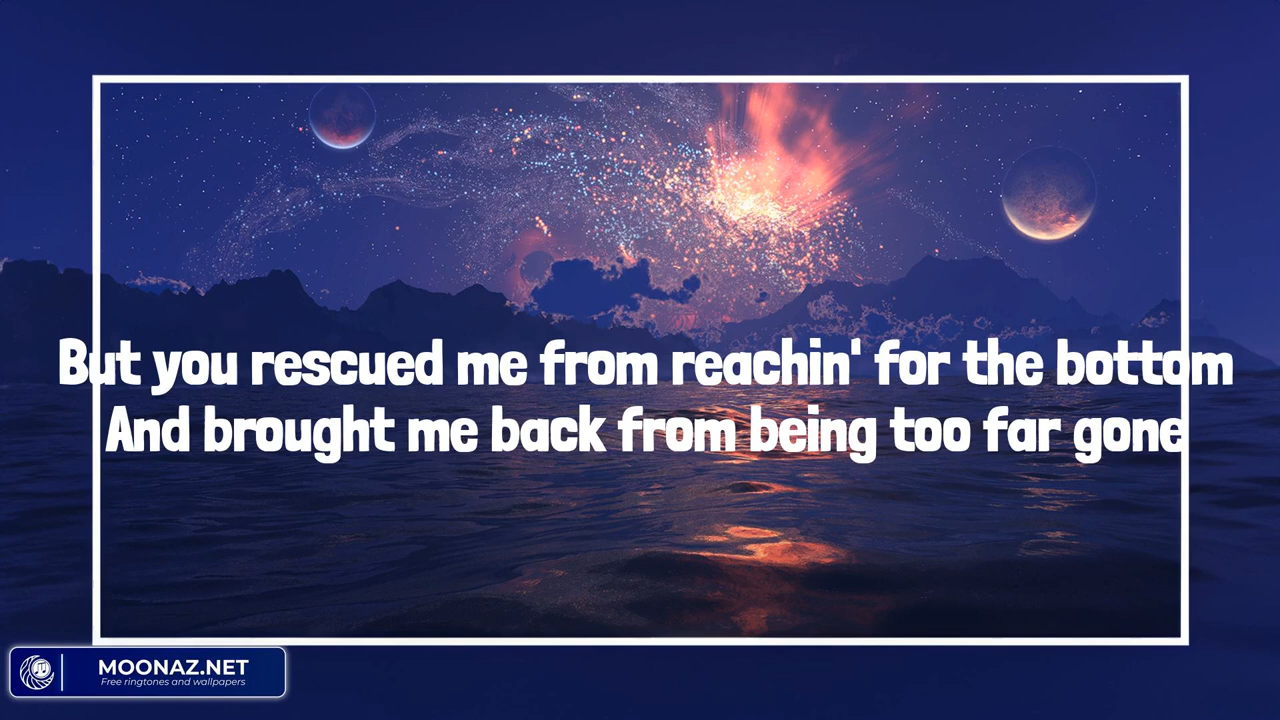 But you rescued me from reachin' for the bottom
And brought me back from being too far gone
MOONAZ.NET
Free ringtones and wallpapers